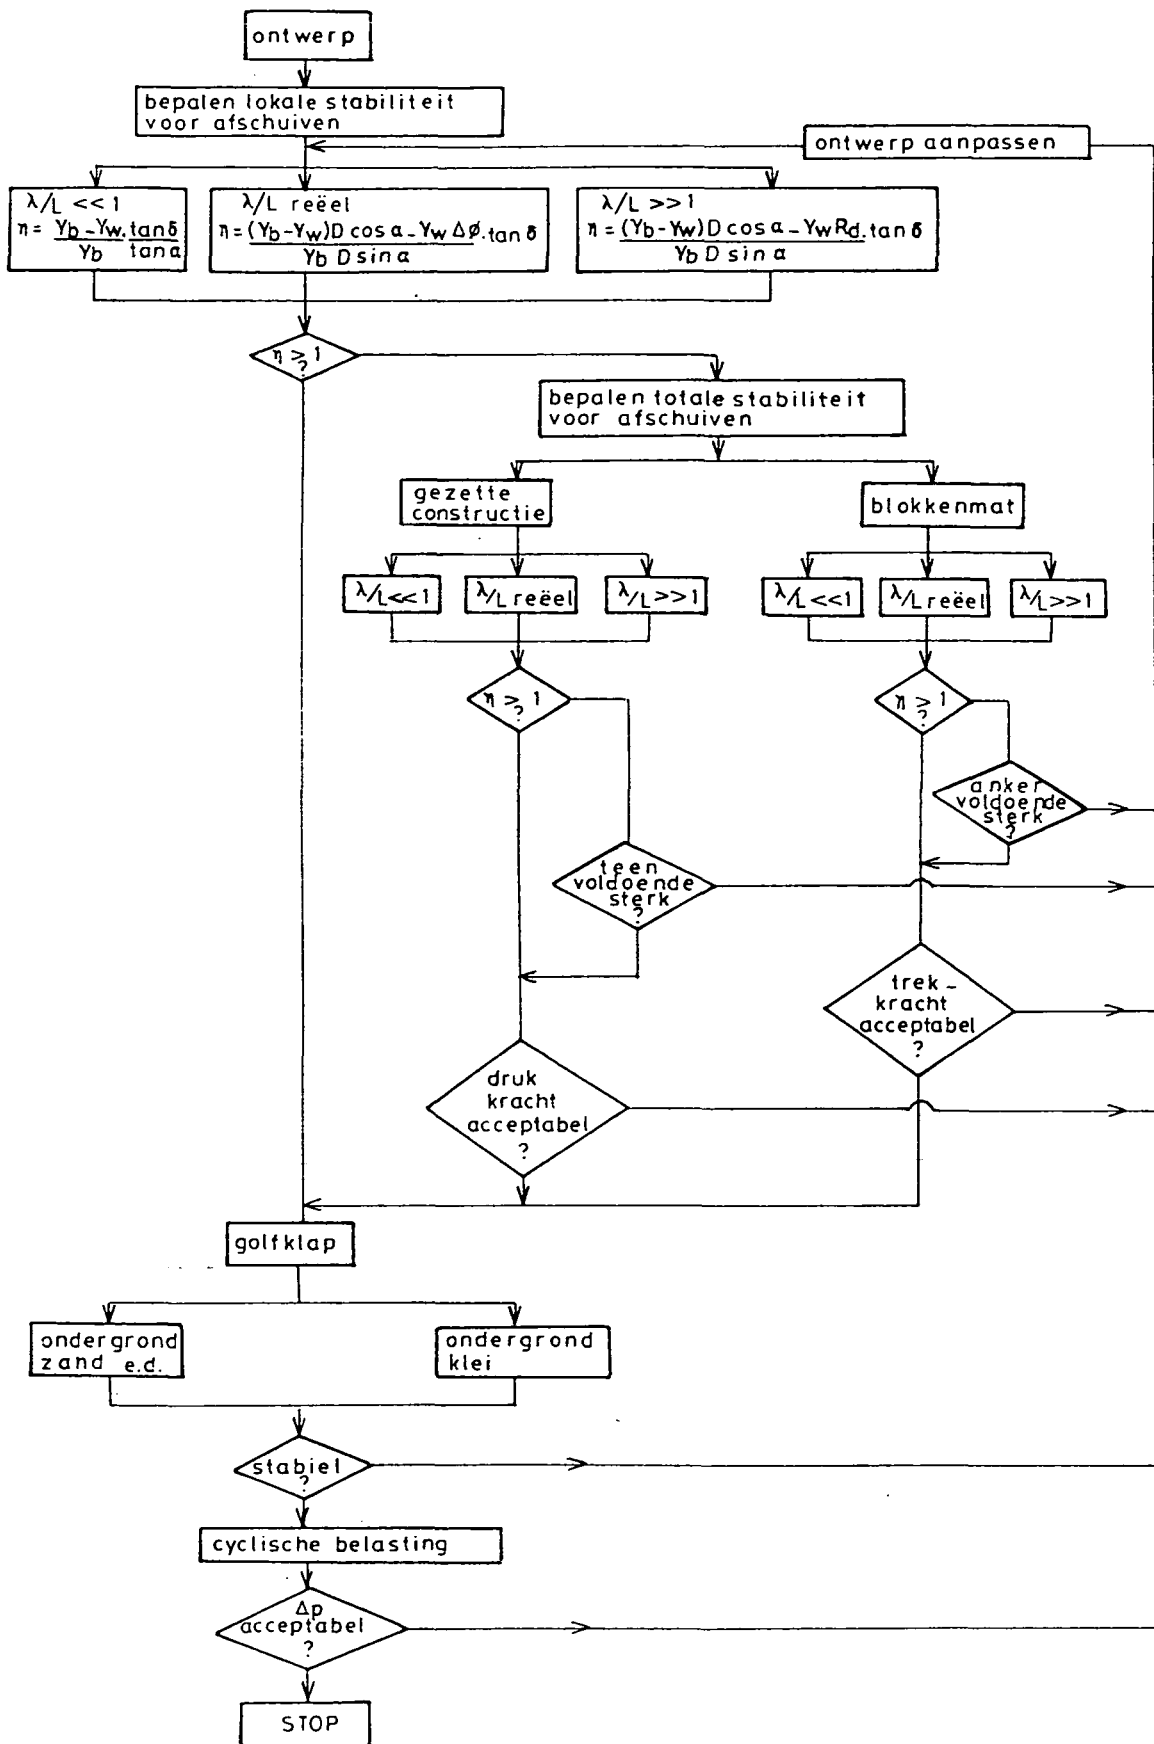 ontwerp
bepalen lokale stabiliteit
voor afschuiven
ontwerp aanpassen
λ/L << 1
η = (γb - γw) / γb · tan δ / tan α
λ/L reëel
η = ((γb - γw) D cos α - γw Δø) / (γb D sin α) · tan δ
λ/L >> 1
η = ((γb - γw) D cos α - γw Rd) / (γb D sin α) · tan δ
η ⩾ 1
?
bepalen totale stabiliteit
voor afschuiven
gezette
constructie
blokkenmat
λ/L << 1
λ/L reëel
λ/L >> 1
λ/L << 1
λ/L reëel
λ/L >> 1
η ⩾ 1
?
η ⩾ 1
?
anker
voldoende
sterk
?
teen
voldoende
sterk
?
trek-
kracht
acceptabel
?
druk
kracht
acceptabel
?
golfklap
ondergrond
zand e.d.
ondergrond
klei
stabiel
?
cyclische belasting
Δp
acceptabel
?
STOP